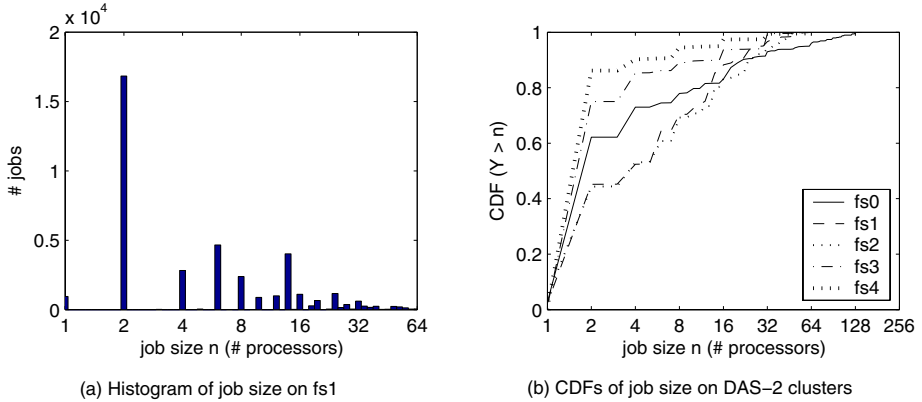 2 x 10^4
1.5
1
0.5
0
# jobs
1 2 4 8 16 32 64
job size n (# processors)
(a) Histogram of job size on fs1
1
0.8
0.6
0.4
0.2
0
CDF (Y > n)
fs0
fs1
fs2
fs3
fs4
1 2 4 8 16 32 64 128 256
job size n (# processors)
(b) CDFs of job size on DAS-2 clusters